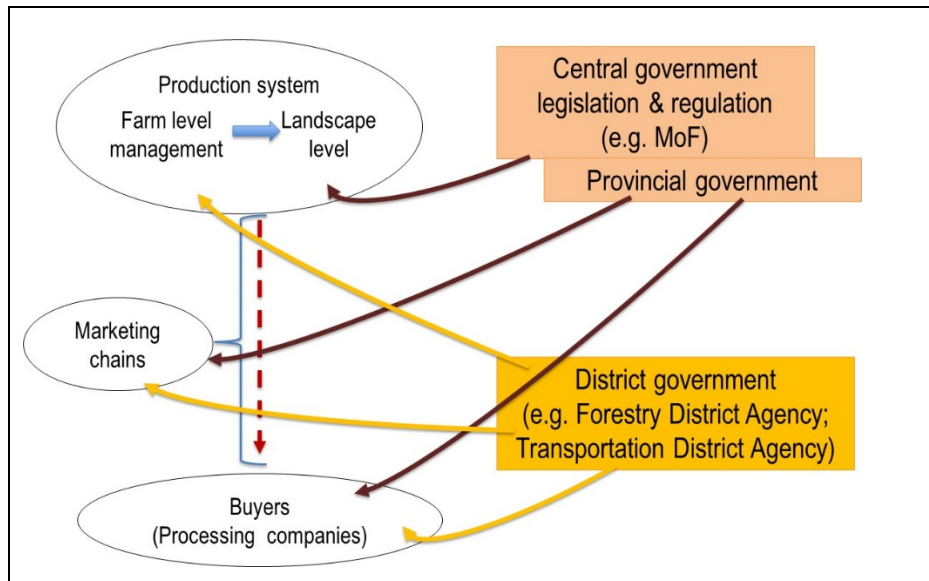 Production system
Farm level
management
Landscape
level
Central government
legislation & regulation
(e.g. MoF)
Provincial government
Marketing
chains
District government
(e.g. Forestry District Agency;
Transportation District Agency)
Buyers
(Processing companies)